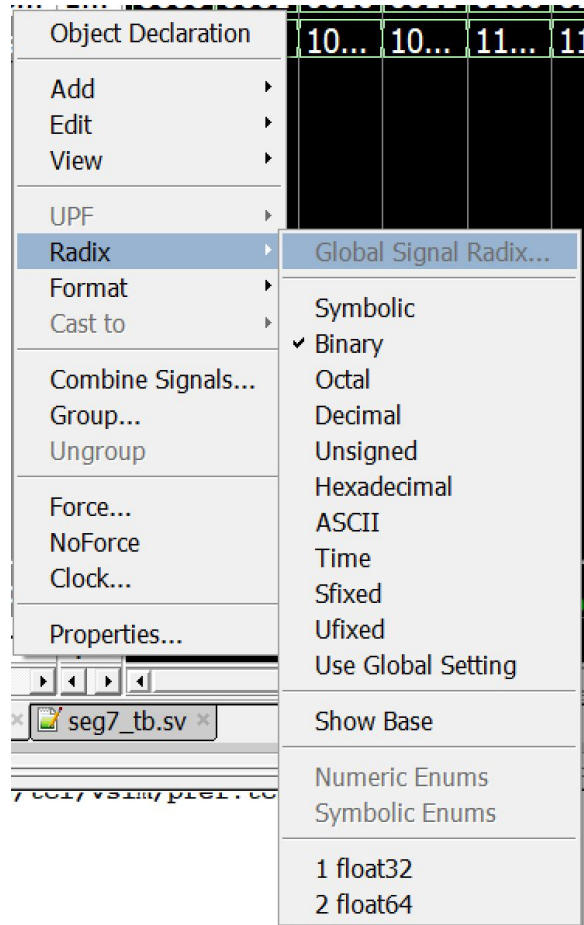 Object Declaration
10... 10... 11... 11
Add
Edit
View
UPF
Radix
Format
Cast to
Combine Signals...
Group...
Ungroup
Force...
NoForce
Clock...
Properties...
Global Signal Radix...
Symbolic
Binary
Octal
Decimal
Unsigned
Hexadecimal
ASCII
Time
Sfixed
Ufixed
Use Global Setting
Show Base
Numeric Enums
Symbolic Enums
1 float32
2 float64
seg7_tb.sv